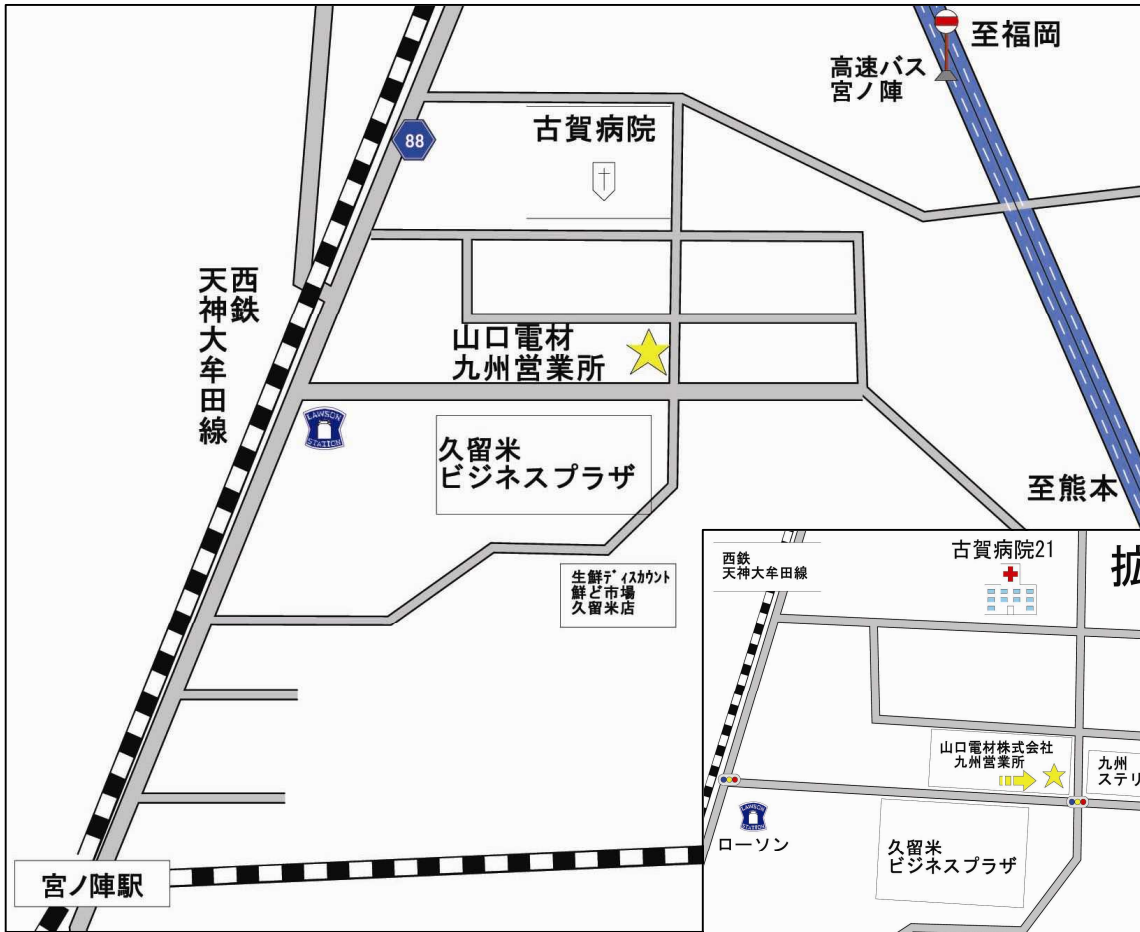 至福岡
高速バス
宮ノ陣
古賀病院
88
西鉄
天神大牟田線
山口電材
九州営業所
LAWSON
STATION
久留米
ビジネスプラザ
至熊本
生鮮ディスカウント
鮮ど市場
久留米店
宮ノ陣駅
西鉄
天神大牟田線
古賀病院21
拡
山口電材株式会社
九州営業所
九州
ステリ
LAWSON
STATION
ローソン
久留米
ビジネスプラザ